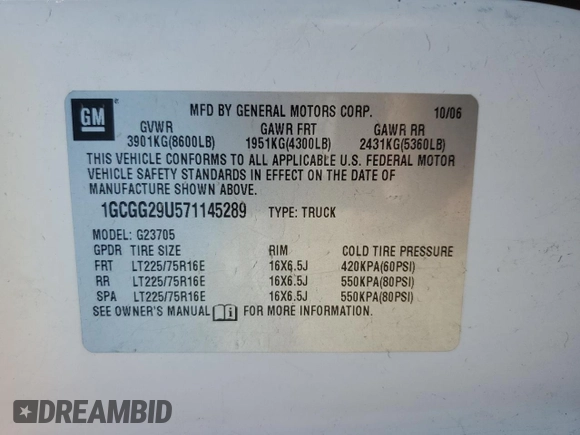 GM
MFD BY GENERAL MOTORS CORP. 10/06
GVWR GAWR FRT GAWR RR
3901KG(8600LB) 1951KG(4300LB) 2431KG(5360LB)
THIS VEHICLE CONFORMS TO ALL APPLICABLE U.S. FEDERAL MOTOR
VEHICLE SAFETY STANDARDS IN EFFECT ON THE DATE OF
MANUFACTURE SHOWN ABOVE.
1GCGG29U571145289 TYPE: TRUCK
MODEL: G23705
GPDR TIRE SIZE RIM COLD TIRE PRESSURE
FRT LT225/75R16E 16X6.5J 420KPA(60PSI)
RR LT225/75R16E 16X6.5J 550KPA(80PSI)
SPA LT225/75R16E 16X6.5J 550KPA(80PSI)
SEE OWNER'S MANUAL FOR MORE INFORMATION.
DREAMBID